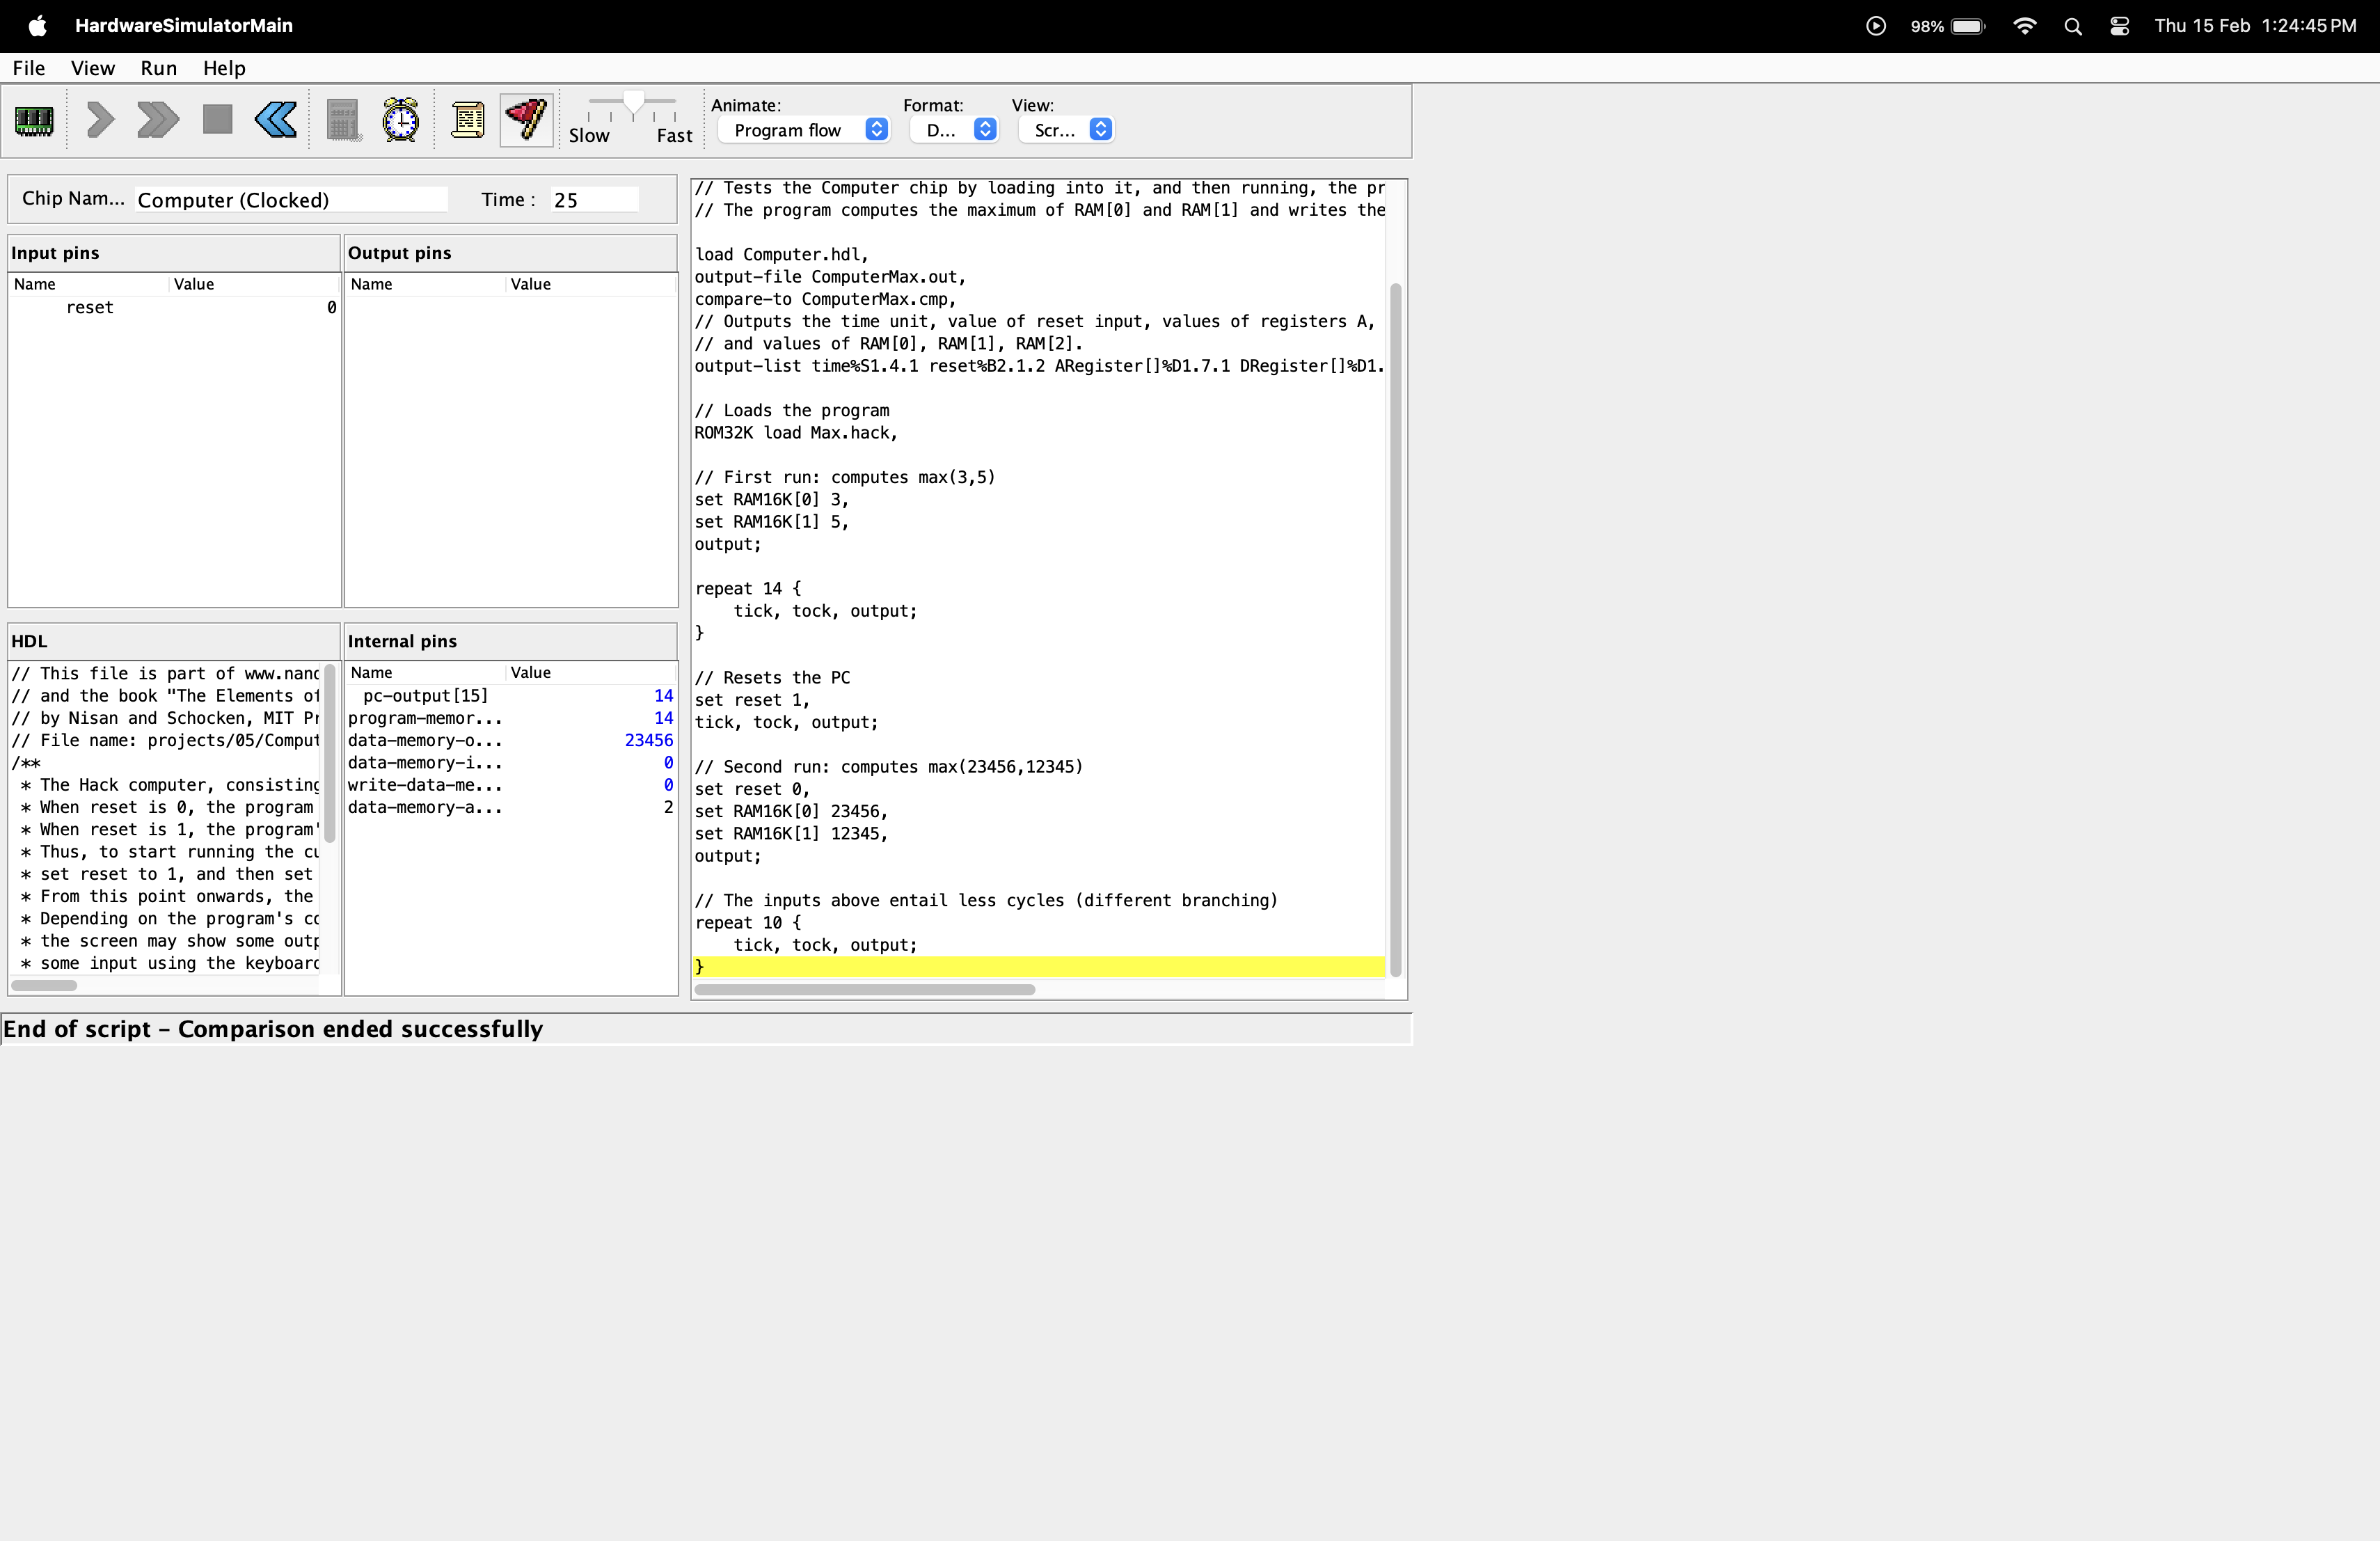 HardwareSimulatorMain
98%
Thu 15 Feb 1:24:45 PM
File View Run Help
Slow Fast
Animate:
Program flow
Format:
D...
View:
Scr...
Chip Nam... Computer (Clocked) Time : 25
Input pins
Name Value
reset 0
Output pins
Name Value
HDL
// This file is part of www.nand
// and the book "The Elements of
// by Nisan and Schocken, MIT Pr
// File name: projects/05/Comput
/**
* The Hack computer, consisting
* When reset is 0, the program
* When reset is 1, the program'
* Thus, to start running the cu
* set reset to 1, and then set
* From this point onwards, the
* Depending on the program's co
* the screen may show some outp
* some input using the keyboard
Internal pins
Name Value
pc-output[15] 14
program-memor... 14
data-memory-o... 23456
data-memory-i... 0
write-data-me... 0
data-memory-a... 2
// Tests the Computer chip by loading into it, and then running, the pr
// The program computes the maximum of RAM[0] and RAM[1] and writes the
load Computer.hdl,
output-file ComputerMax.out,
compare-to ComputerMax.cmp,
// Outputs the time unit, value of reset input, values of registers A,
// and values of RAM[0], RAM[1], RAM[2].
output-list time%S1.4.1 reset%B2.1.2 ARegister[]%D1.7.1 DRegister[]%D1.
// Loads the program
ROM32K load Max.hack,
// First run: computes max(3,5)
set RAM16K[0] 3,
set RAM16K[1] 5,
output;
repeat 14 {
tick, tock, output;
}
// Resets the PC
set reset 1,
tick, tock, output;
// Second run: computes max(23456,12345)
set reset 0,
set RAM16K[0] 23456,
set RAM16K[1] 12345,
output;
// The inputs above entail less cycles (different branching)
repeat 10 {
tick, tock, output;
}
End of script – Comparison ended successfully